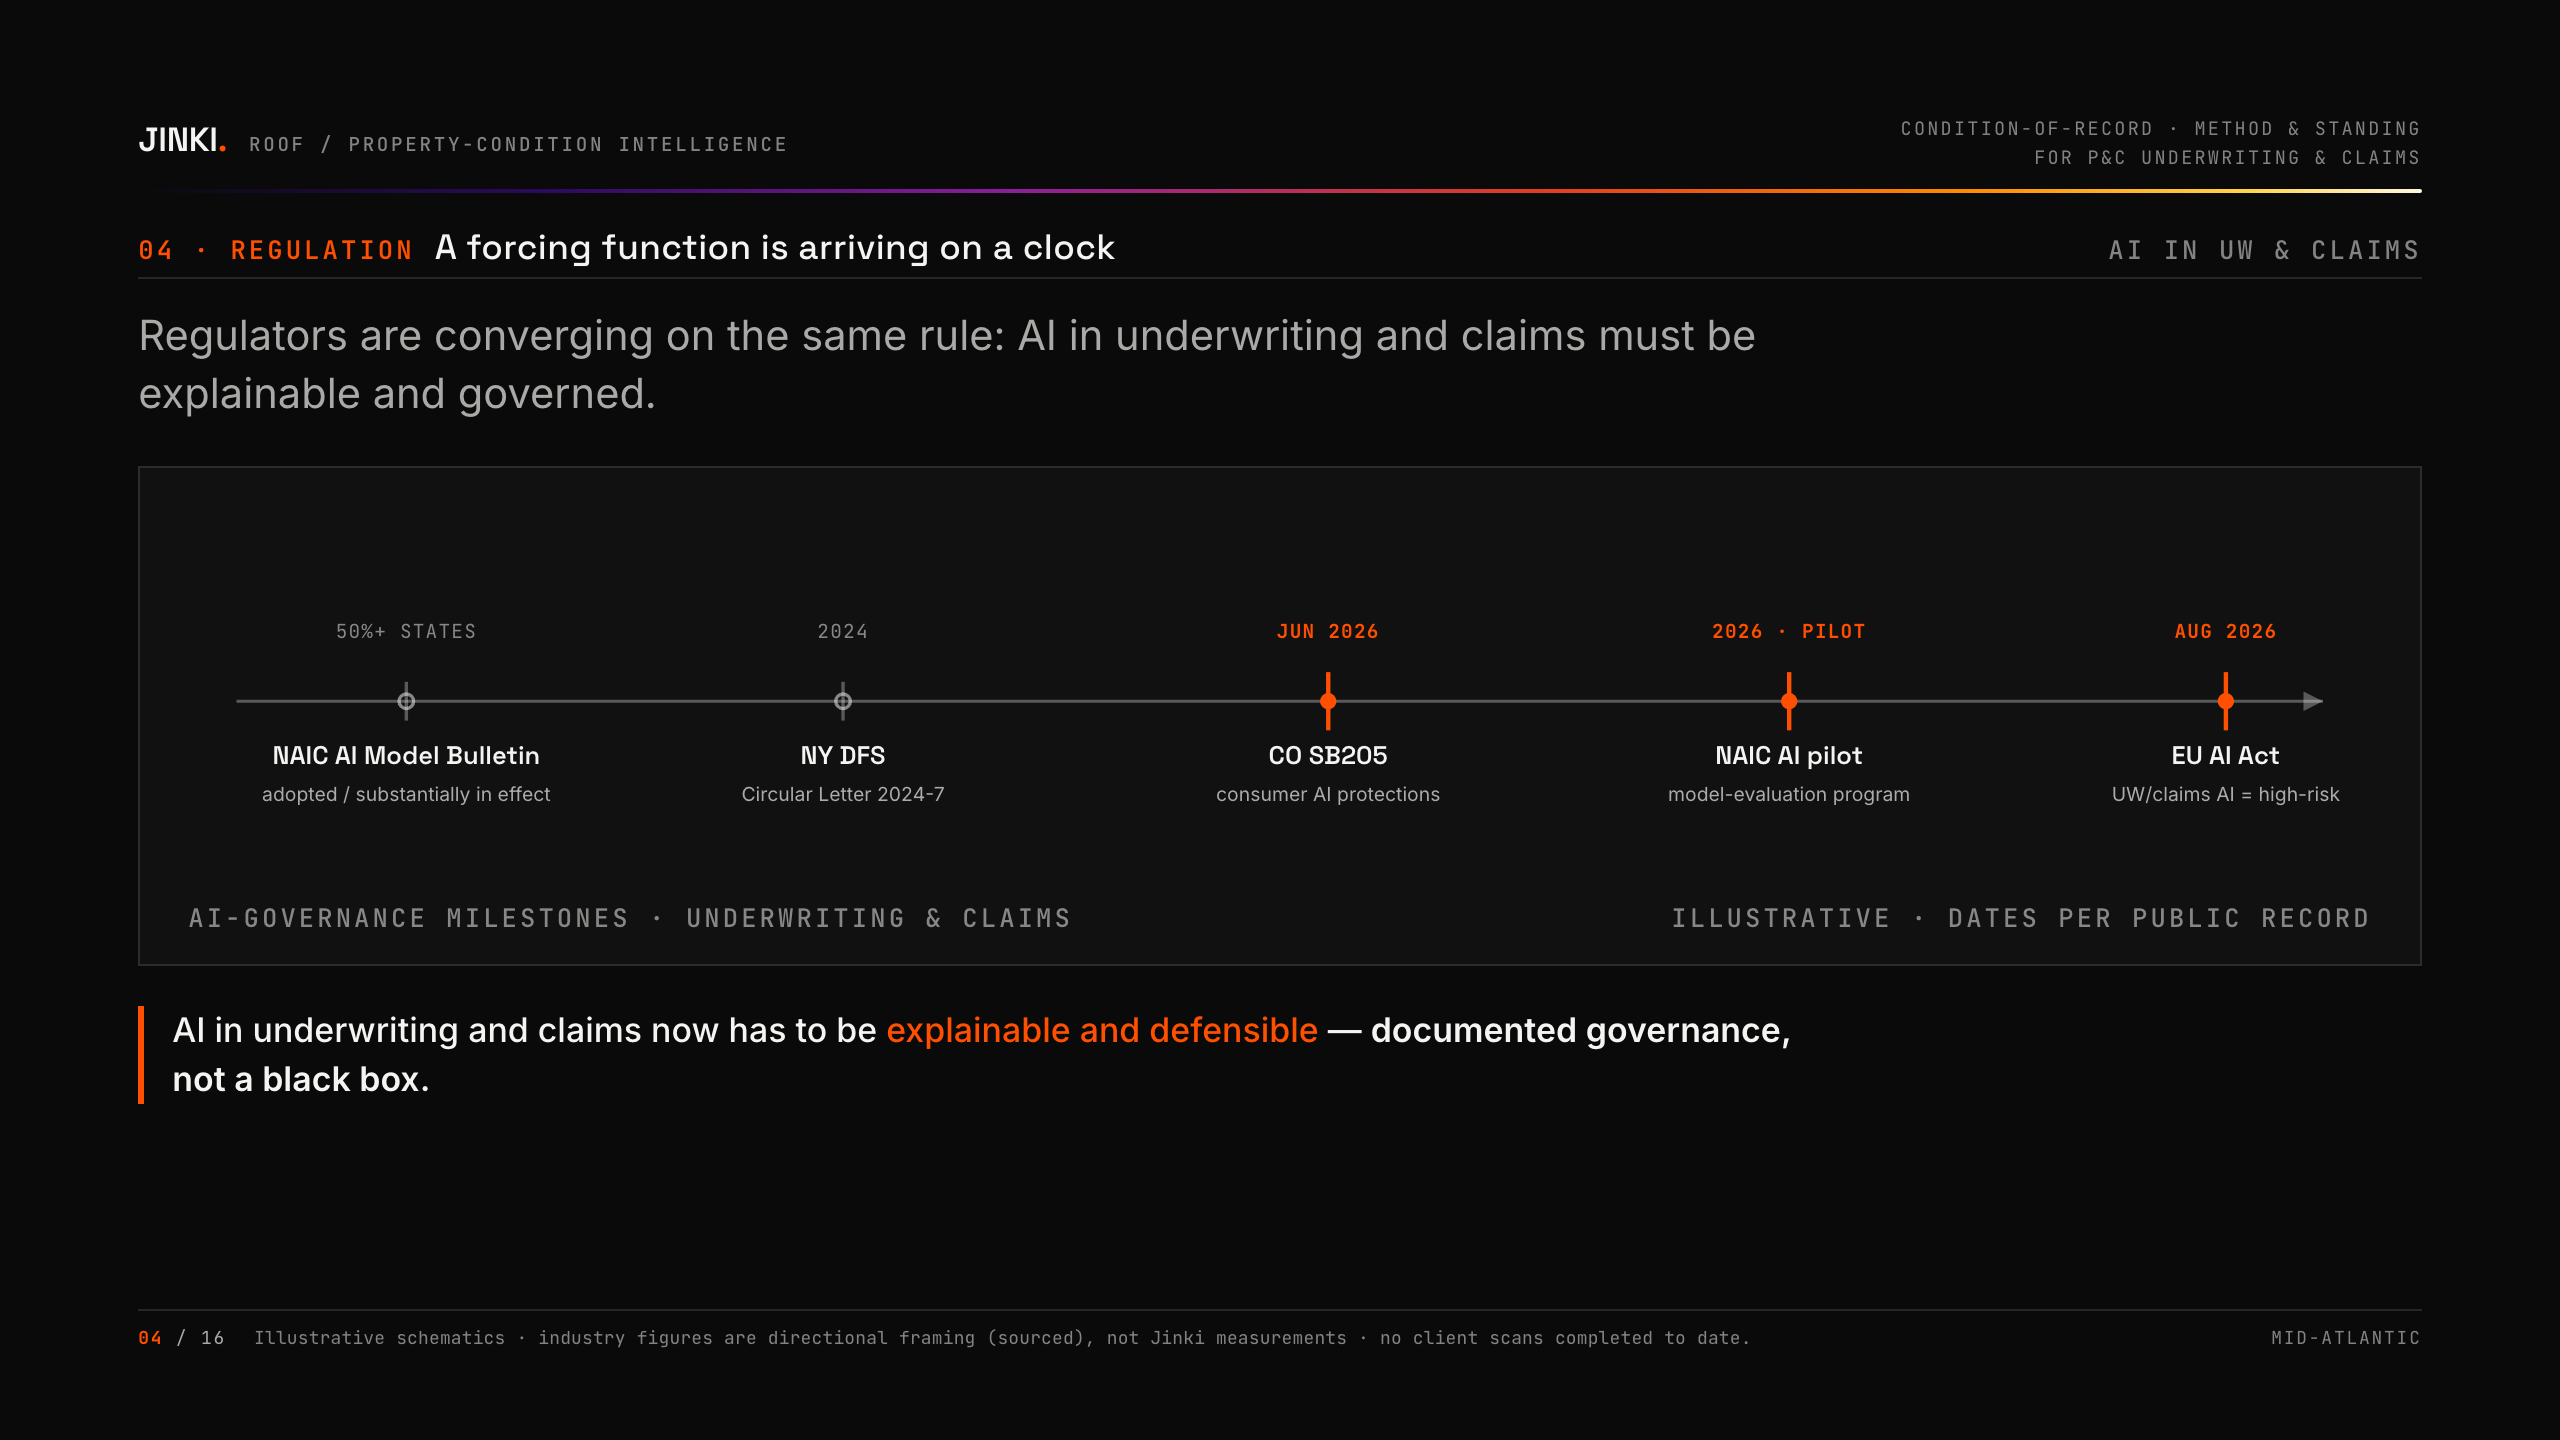 JINKI. ROOF / PROPERTY-CONDITION INTELLIGENCE
CONDITION-OF-RECORD · METHOD & STANDING
FOR P&C UNDERWRITING & CLAIMS
04 · REGULATION A forcing function is arriving on a clock
AI IN UW & CLAIMS
Regulators are converging on the same rule: AI in underwriting and claims must be
explainable and governed.
50%+ STATES
2024
JUN 2026
2026 · PILOT
AUG 2026
NAIC AI Model Bulletin
NY DFS
CO SB205
NAIC AI pilot
EU AI Act
adopted / substantially in effect
Circular Letter 2024-7
consumer AI protections
model-evaluation program
UW/claims AI = high-risk
AI-GOVERNANCE MILESTONES · UNDERWRITING & CLAIMS
ILLUSTRATIVE · DATES PER PUBLIC RECORD
AI in underwriting and claims now has to be explainable and defensible — documented governance,
not a black box.
04 / 16 Illustrative schematics · industry figures are directional framing (sourced), not Jinki measurements · no client scans completed to date.
MID-ATLANTIC